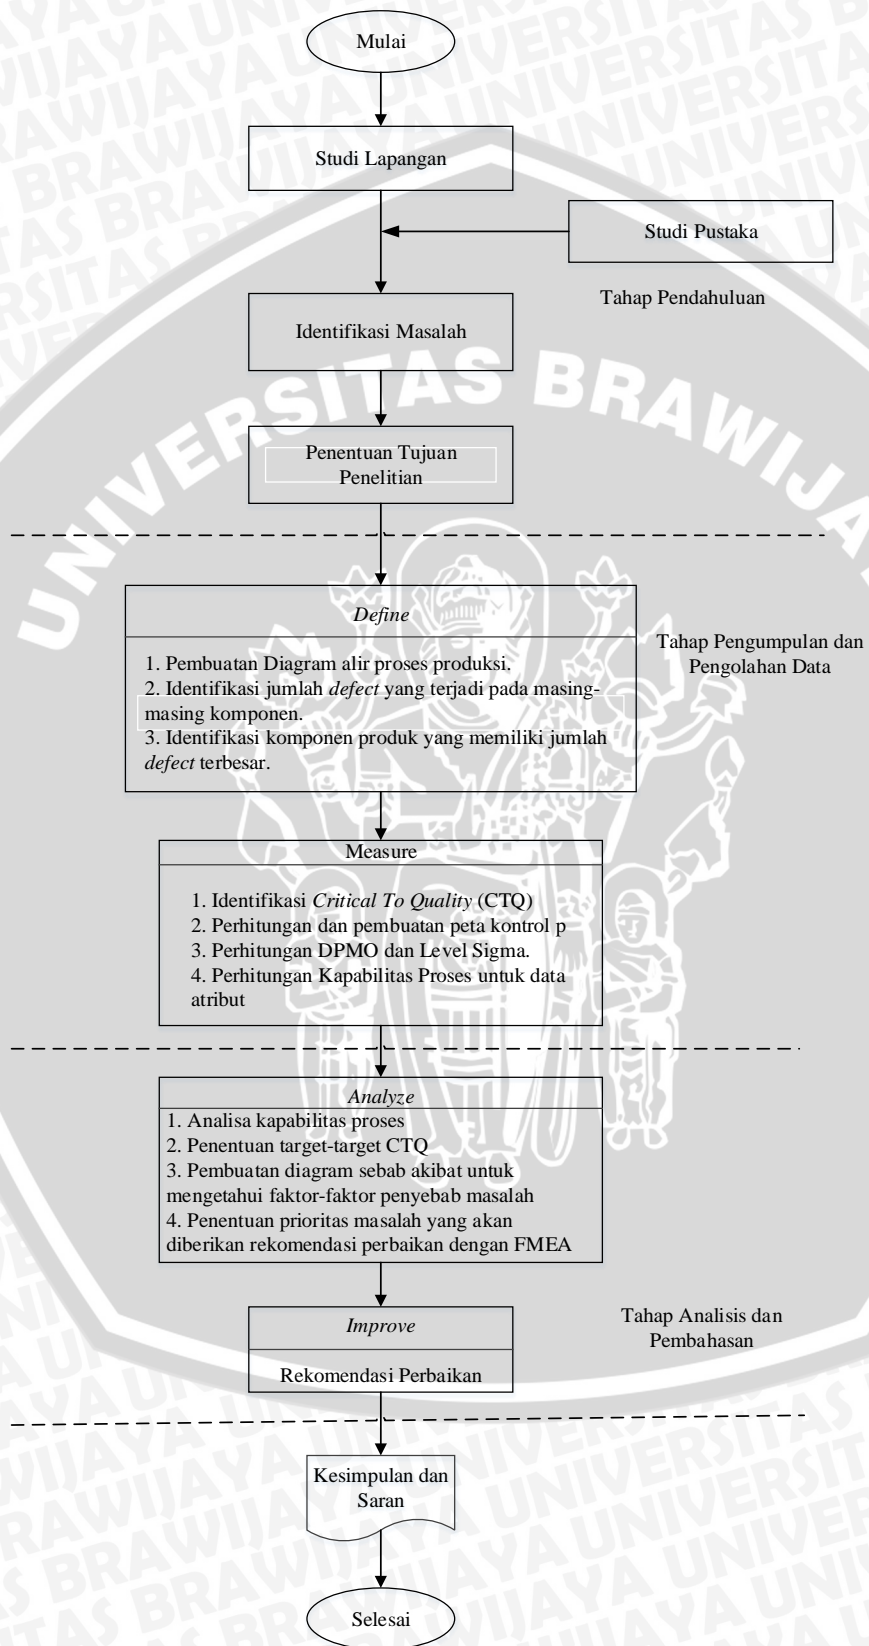 Mulai
Studi Lapangan
Studi Pustaka
Tahap Pendahuluan
Identifikasi Masalah
UNIVERSITAS BRAWIJAYA
Penentuan Tujuan
Penelitian
Define
Tahap Pengumpulan dan
Pengolahan Data
1. Pembuatan Diagram alir proses produksi.
2. Identifikasi jumlah defect yang terjadi pada masing-
masing komponen.
3. Identifikasi komponen produk yang memiliki jumlah
defect terbesar.
Measure
1. Identifikasi Critical To Quality (CTQ)
2. Perhitungan dan pembuatan peta kontrol p
3. Perhitungan DPMO dan Level Sigma.
4. Perhitungan Kapabilitas Proses untuk data
atribut
Analyze
1. Analisa kapabilitas proses
2. Penentuan target-target CTQ
3. Pembuatan diagram sebab akibat untuk
mengetahui faktor-faktor penyebab masalah
4. Penentuan prioritas masalah yang akan
diberikan rekomendasi perbaikan dengan FMEA
Improve
Tahap Analisis dan
Pembahasan
Rekomendasi Perbaikan
Kesimpulan dan
Saran
Selesai